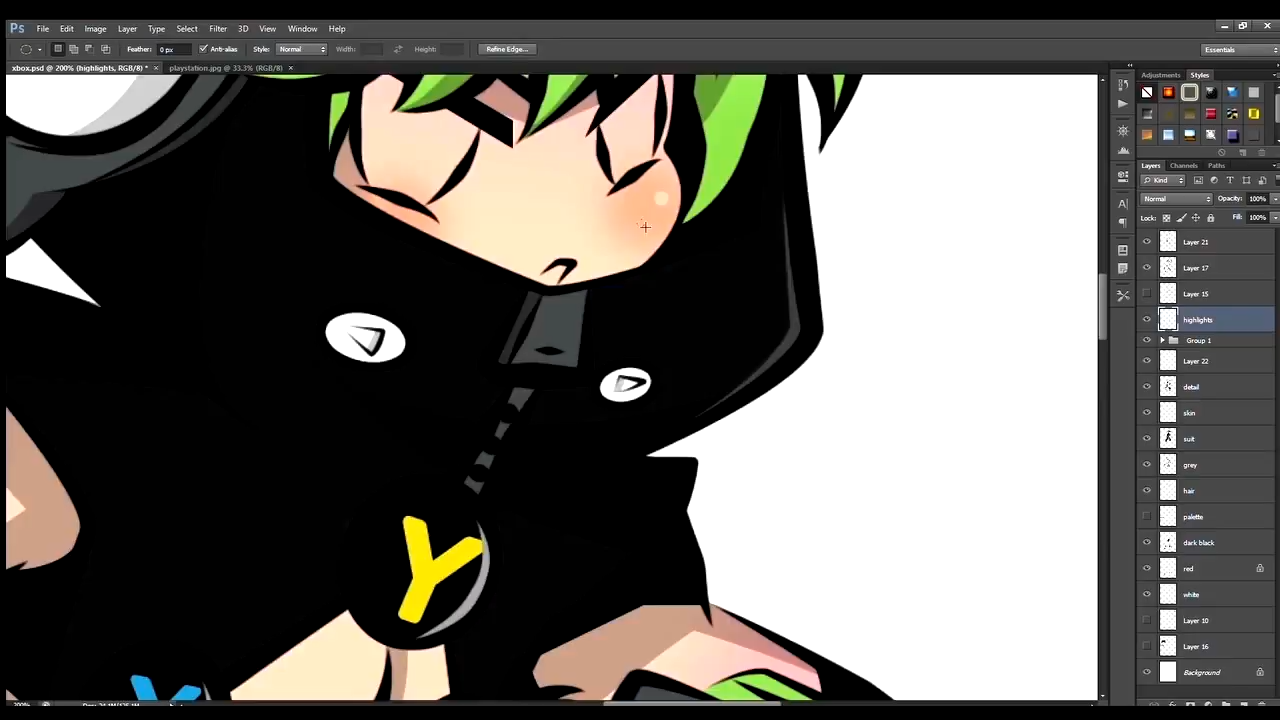 Ps File Edit Image Layer Type Select Filter 3D View Window Help
Feather: 0 px Anti-alias Style: Normal Width: Height: Refine Edge... Essentials
xbox.psd @ 200% (highlights, RGB/8) * × playstation.jpg @ 33.3% (RGB/8) ×
Adjustments Styles
Layers Channels Paths
Kind
Normal Opacity: 100%
Lock: Fill: 100%
Layer 21
Layer 17
Layer 15
highlights
Group 1
Layer 22
detail
skin
suit
grey
hair
palette
dark black
red
white
Layer 10
Layer 16
Background
Y
X
200%